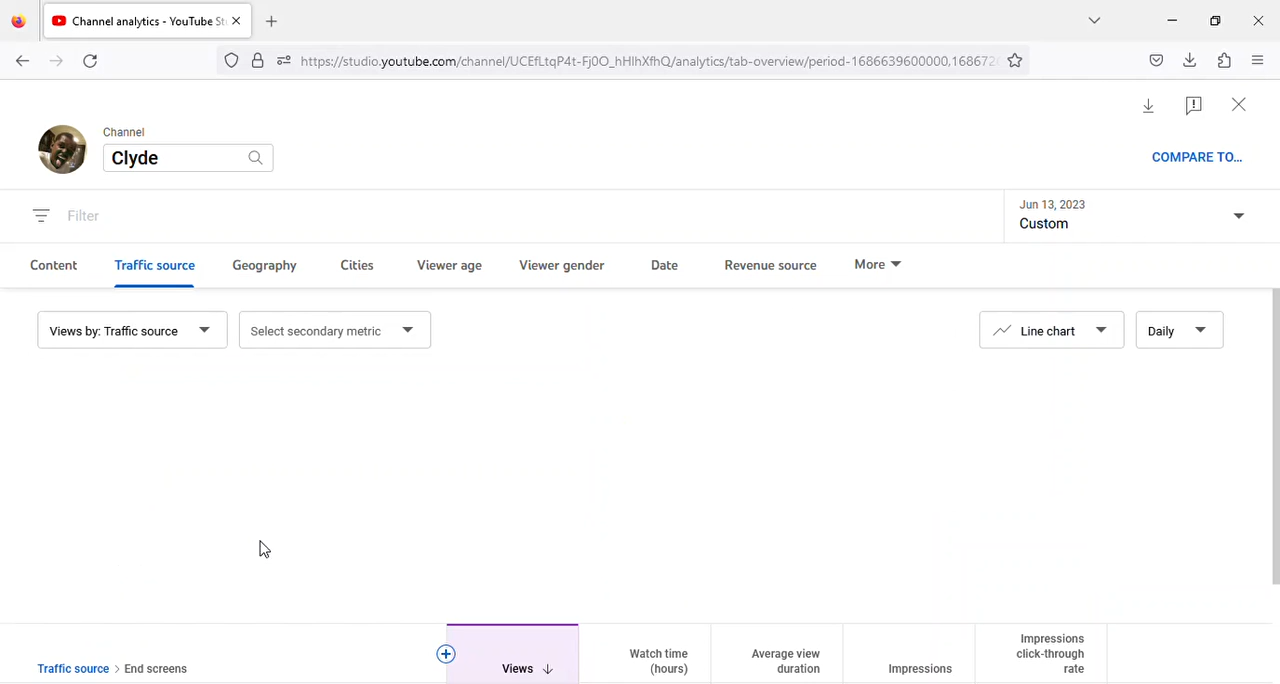 Channel analytics - YouTube St
https://studio.youtube.com/channel/UCEfLtqP4t-Fj0O_hHlhXfhQ/analytics/tab-overview/period-1686639600000,168672
Channel
Clyde
COMPARE TO...
Filter
Jun 13, 2023
Custom
Content Traffic source Geography Cities Viewer age Viewer gender Date Revenue source More
Views by: Traffic source Select secondary metric Line chart Daily
Traffic source > End screens
Views
Watch time
(hours)
Average view
duration
Impressions
Impressions
click-through
rate